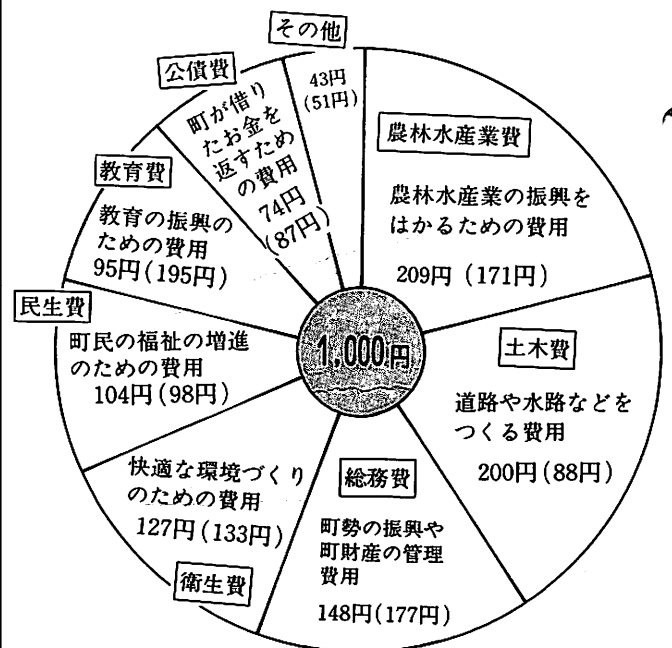 その他
43円
(51円)
農林水産業費
農林水産業の振興を
はかるための費用
209円(171円)
土木費
道路や水路などを
つくる費用
200円(88円)
総務費
町勢の振興や
町財産の管理
費用
148円(177円)
快適な環境づくり
のための費用
127円(133円)
衛生費
民生費
町民の福祉の増進
のための費用
104円(98円)
教育費
教育の振興の
ための費用
95円(195円)
公債費
町が借り
たお金を
返すため
の費用
74円
(87円)
1,000円